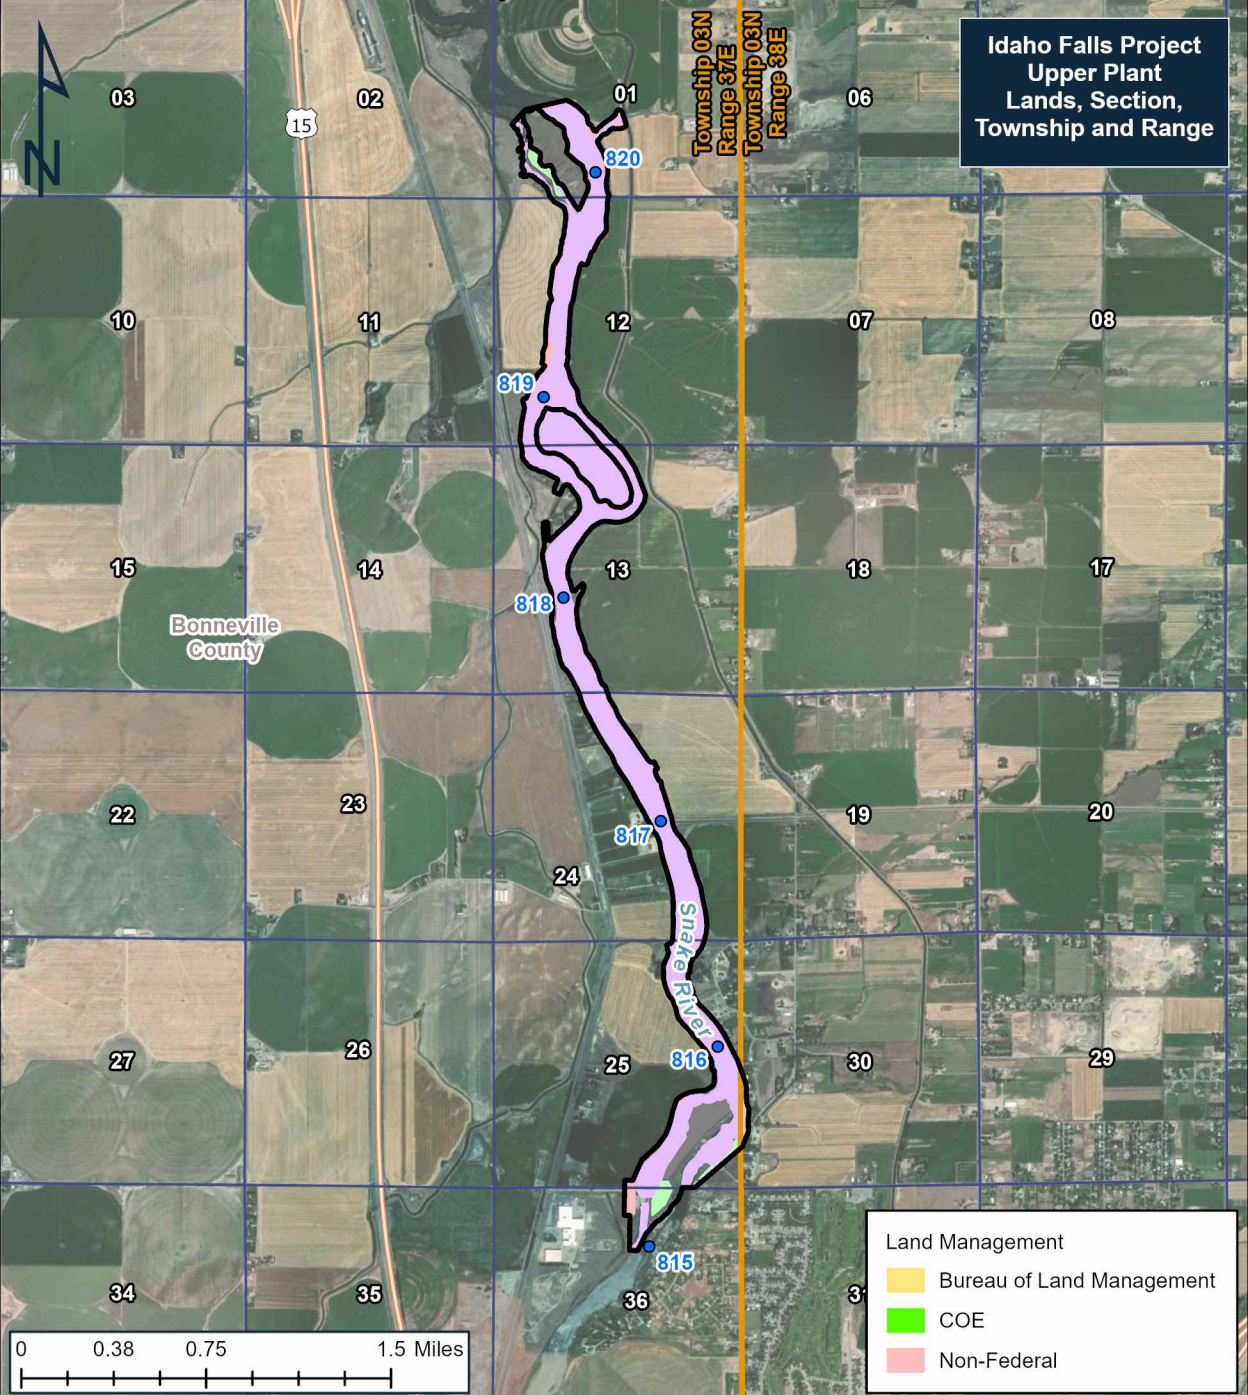 Idaho Falls Project
Upper Plant
Lands, Section,
Township and Range
Township 03N
Range 37E
Township 03N
Range 38E
N
03
02
01
06
15
820
10
11
12
07
08
819
15
14
13
18
17
818
Bonneville
County
22
23
24
19
20
817
Snake River
27
26
25
30
29
816
34
35
36
815
Land Management
Bureau of Land Management
COE
Non-Federal
0 0.38 0.75 1.5 Miles